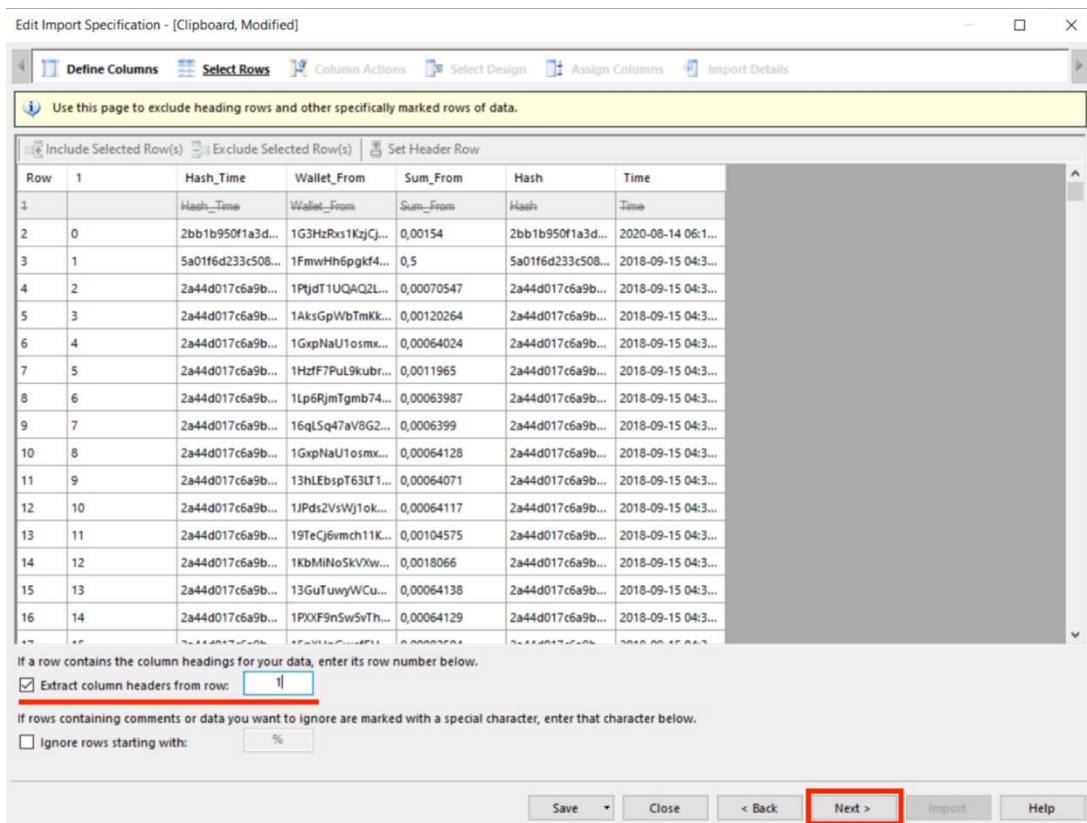 Edit Import Specification - [Clipboard, Modified]
Define Columns Select Rows Column Actions Select Design Assign Columns Import Details
Use this page to exclude heading rows and other specifically marked rows of data.
Include Selected Row(s) Exclude Selected Row(s) Set Header Row
Row 1 Hash_Time Wallet_From Sum_From Hash Time
1 Hash_Time Wallet_From Sum_From Hash Time
2 0 2bb1b950f1a3d... 1G3HzRxs1KzjCj... 0,00154 2bb1b950f1a3d... 2020-08-14 06:1...
3 1 5a01f6d233c508... 1FmwHh6pgkf4... 0,5 5a01f6d233c508... 2018-09-15 04:3...
4 2 2a44d017c6a9b... 1PtjdT1UQAQ2L... 0,00070547 2a44d017c6a9b... 2018-09-15 04:3...
5 3 2a44d017c6a9b... 1AksGpWbTmKk... 0,00120264 2a44d017c6a9b... 2018-09-15 04:3...
6 4 2a44d017c6a9b... 1GxpNaU1osmx... 0,00064024 2a44d017c6a9b... 2018-09-15 04:3...
7 5 2a44d017c6a9b... 1HzfF7PuL9kubr... 0,0011965 2a44d017c6a9b... 2018-09-15 04:3...
8 6 2a44d017c6a9b... 1Lp6RjmTgmb74... 0,00063987 2a44d017c6a9b... 2018-09-15 04:3...
9 7 2a44d017c6a9b... 16qLSq47aV8G2... 0,0006399 2a44d017c6a9b... 2018-09-15 04:3...
10 8 2a44d017c6a9b... 1GxpNaU1osmx... 0,00064128 2a44d017c6a9b... 2018-09-15 04:3...
11 9 2a44d017c6a9b... 13hLEbspT63LT1... 0,00064071 2a44d017c6a9b... 2018-09-15 04:3...
12 10 2a44d017c6a9b... 1JPds2VsWj1ok... 0,00064117 2a44d017c6a9b... 2018-09-15 04:3...
13 11 2a44d017c6a9b... 19TeCj6vmch11K... 0,00104575 2a44d017c6a9b... 2018-09-15 04:3...
14 12 2a44d017c6a9b... 1KbMiNoSkVXw... 0,0018066 2a44d017c6a9b... 2018-09-15 04:3...
15 13 2a44d017c6a9b... 13GuTuwyWCu... 0,00064138 2a44d017c6a9b... 2018-09-15 04:3...
16 14 2a44d017c6a9b... 1PXXF9nSw5vTh... 0,00064129 2a44d017c6a9b... 2018-09-15 04:3...
If a row contains the column headings for your data, enter its row number below.
Extract column headers from row: 1
If rows containing comments or data you want to ignore are marked with a special character, enter that character below.
Ignore rows starting with: %
Save Close < Back Next > Import Help